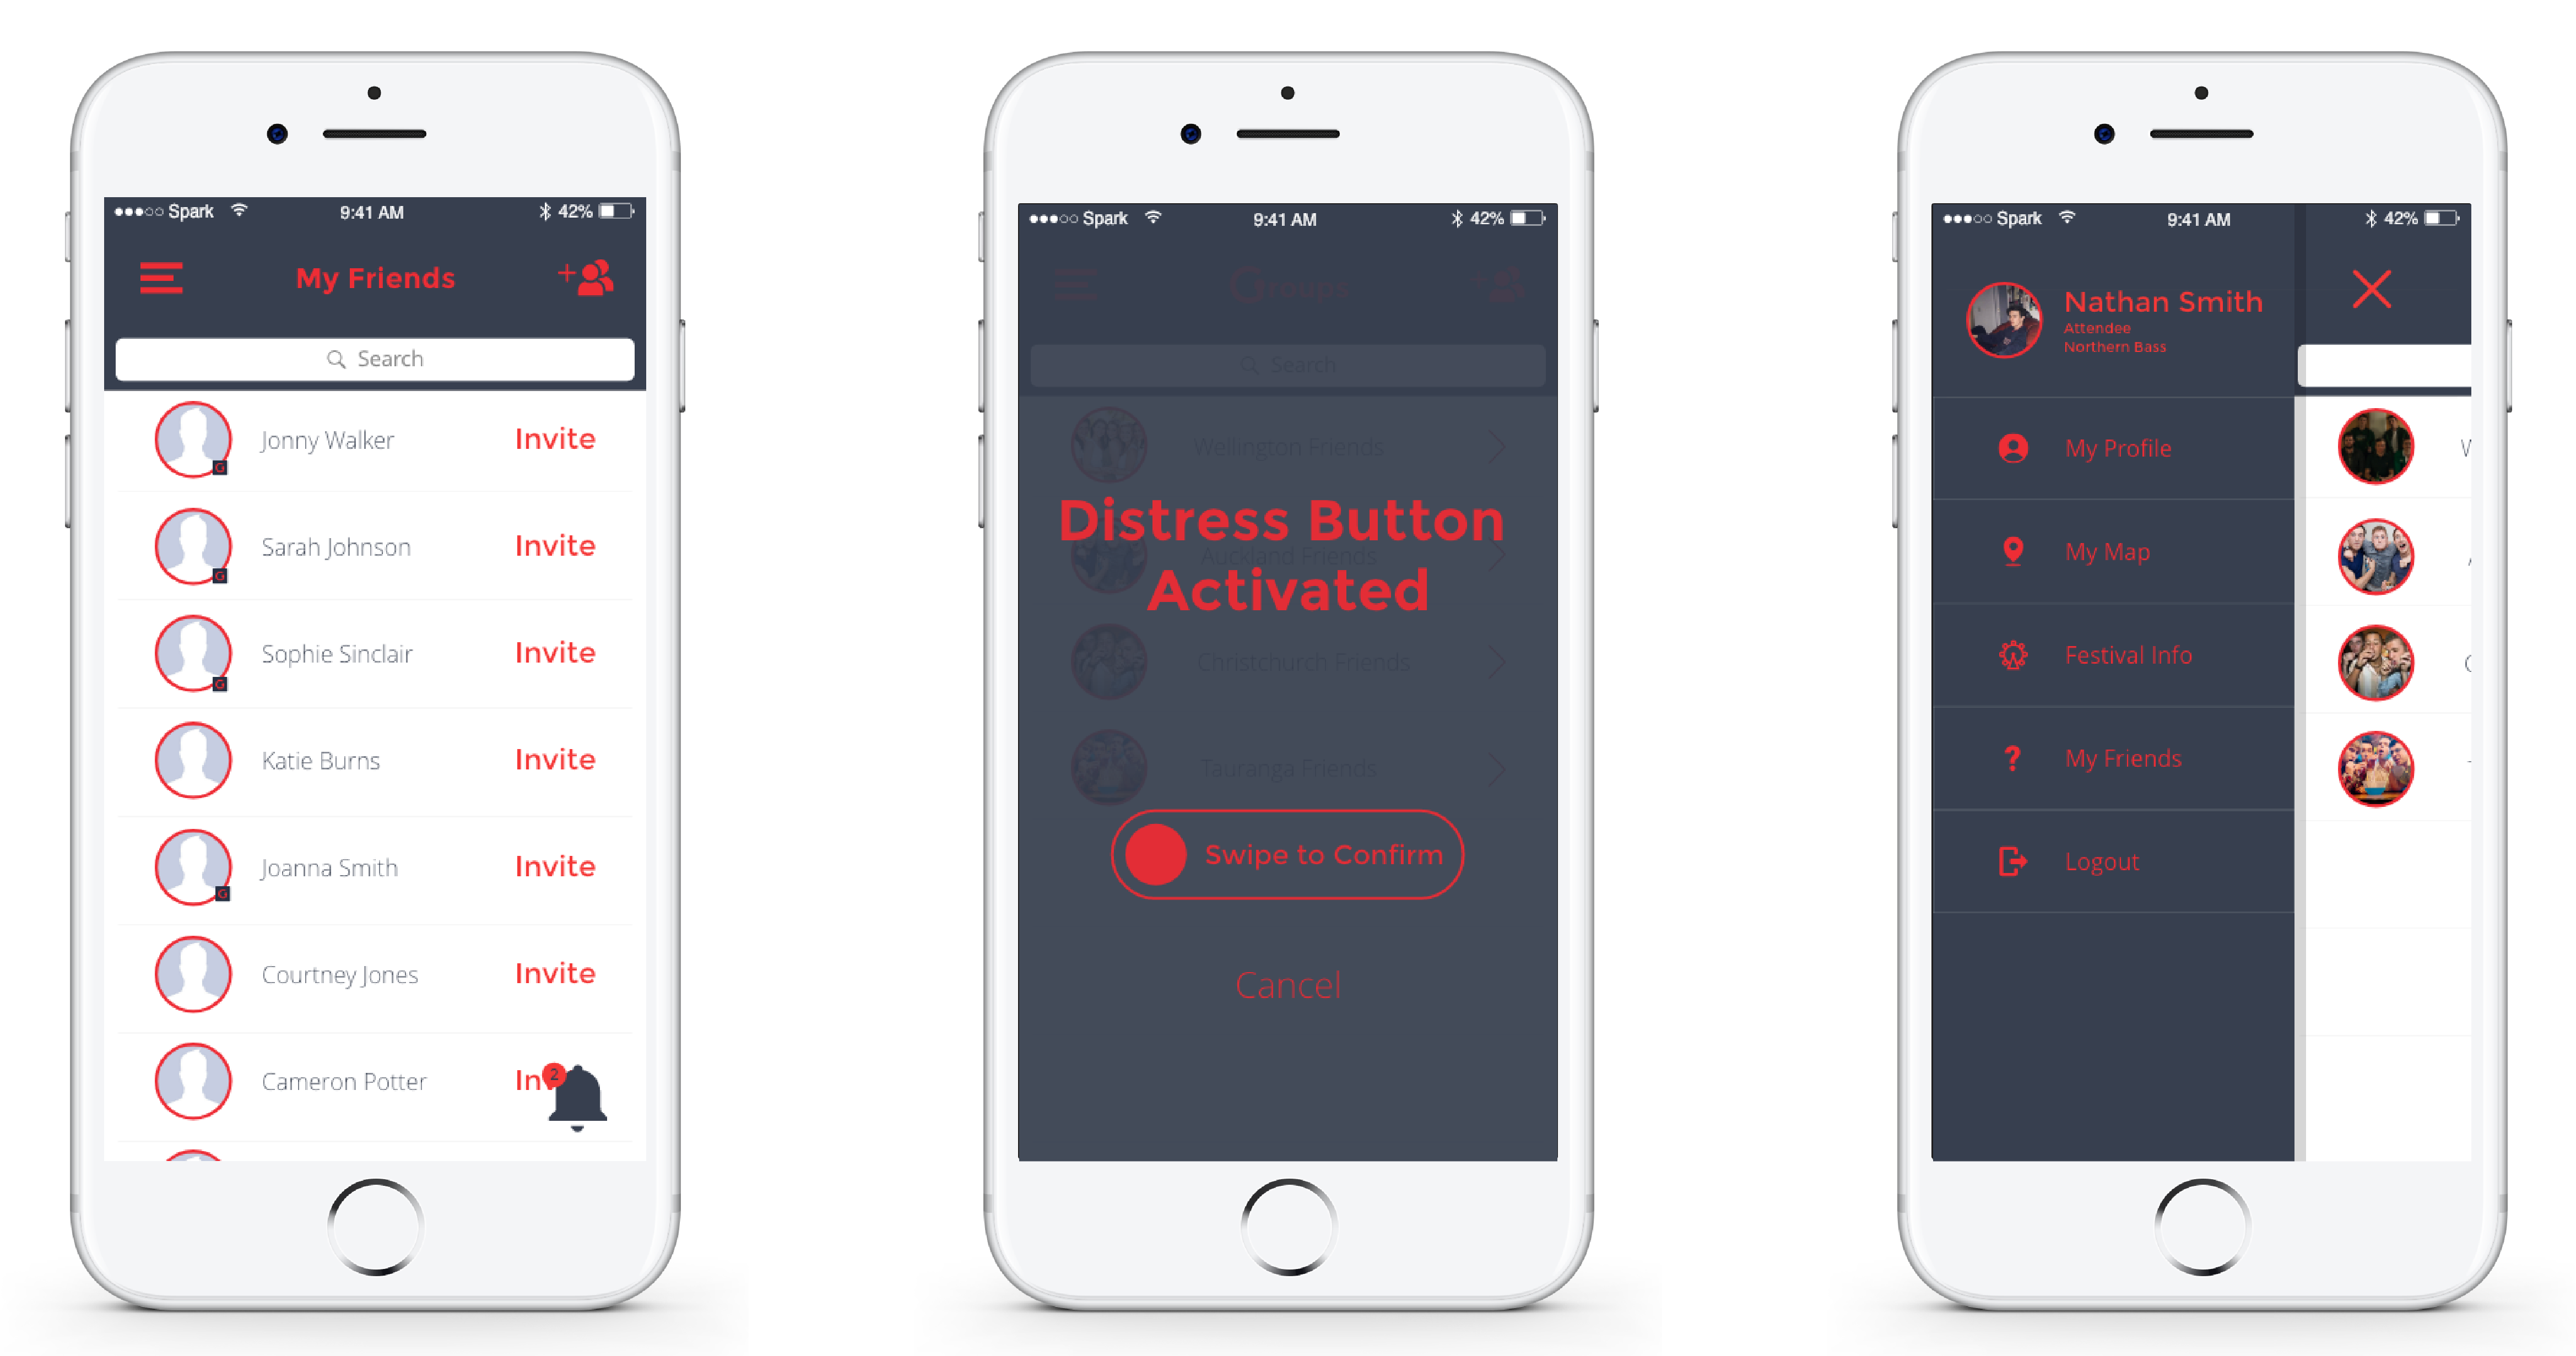 Spark
9:41 AM
42%
My Friends
Search
Jonny Walker
Invite
G
Sarah Johnson
Invite
G
Sophie Sinclair
Invite
G
Katie Burns
Invite
Joanna Smith
Invite
G
Courtney Jones
Invite
Cameron Potter
Inv
2
Spark
9:41 AM
42%
Groups
Search
Wellington Friends
Distress Button
Auckland Friends
Activated
Christchurch Friends
Tauranga Friends
Swipe to Confirm
Cancel
Spark
9:41 AM
42%
Nathan Smith
Attendee
Northern Bass
My Profile
My Map
Festival Info
? My Friends
Logout